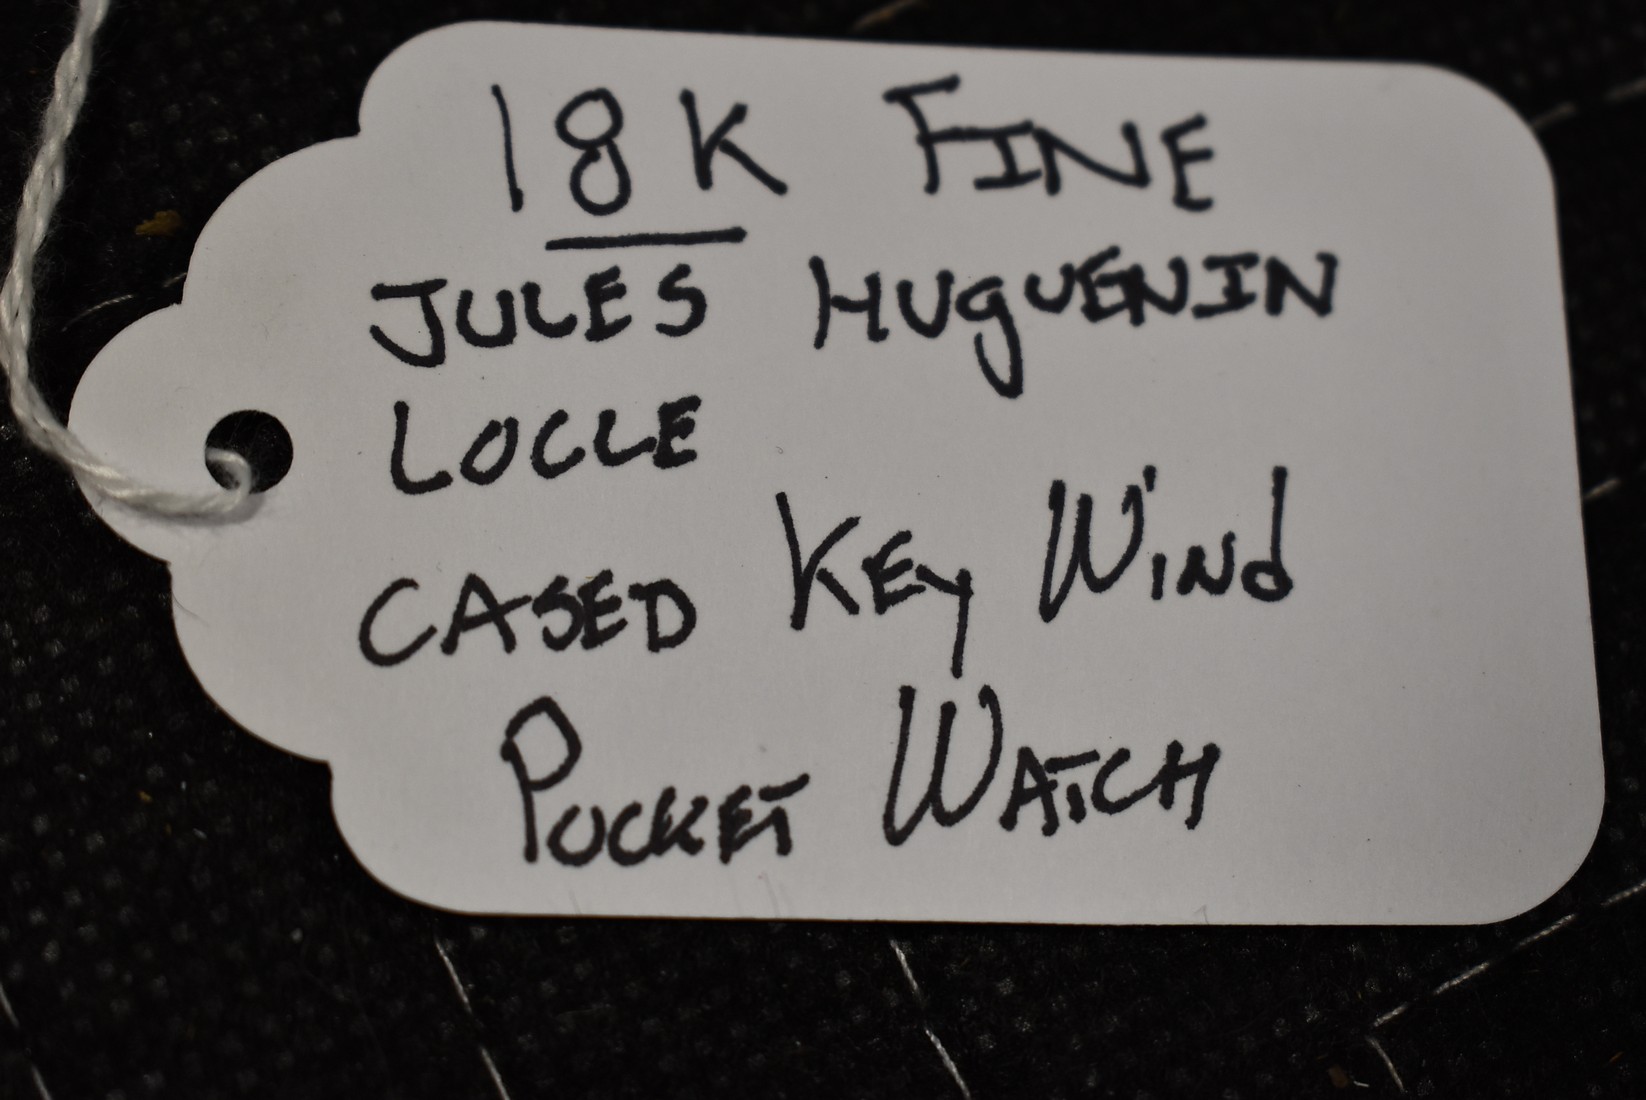 18K FINE
JULES HUgUENIN
LOCLE
CASED KEy WINd
POCKET WATCH